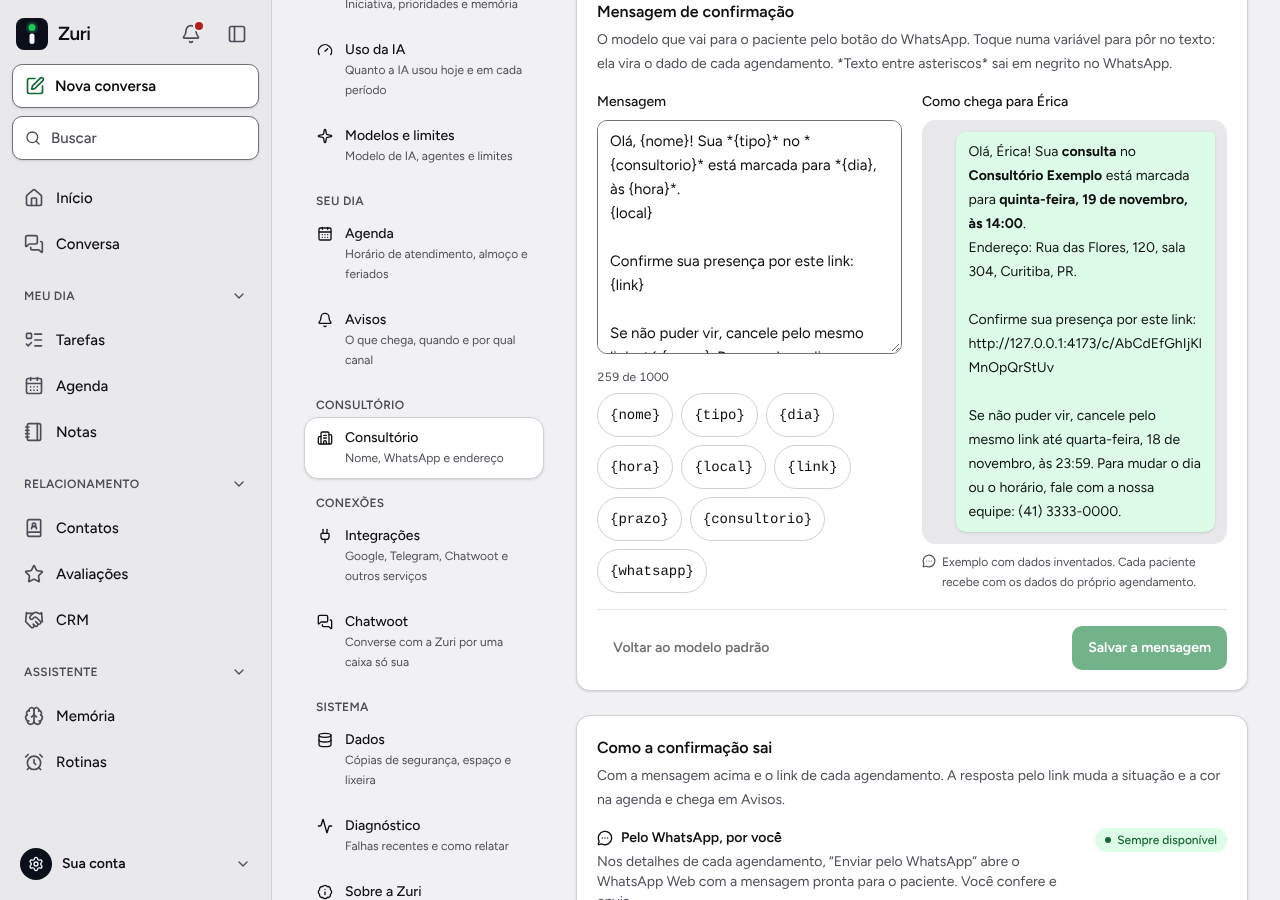 Zuri
Nova conversa
Buscar
Início
Conversa
MEU DIA
Tarefas
Agenda
Notas
RELACIONAMENTO
Contatos
Avaliações
CRM
ASSISTENTE
Memória
Rotinas
Sua conta
Iniciativa, prioridades e memória
Uso da IA
Quanto a IA usou hoje e em cada
período
Modelos e limites
Modelo de IA, agentes e limites
SEU DIA
Agenda
Horário de atendimento, almoço e
feriados
Avisos
O que chega, quando e por qual
canal
CONSULTÓRIO
Consultório
Nome, WhatsApp e endereço
CONEXÕES
Integrações
Google, Telegram, Chatwoot e
outros serviços
Chatwoot
Converse com a Zuri por uma
caixa só sua
SISTEMA
Dados
Cópias de segurança, espaço e
lixeira
Diagnóstico
Falhas recentes e como relatar
Sobre a Zuri
Mensagem de confirmação
O modelo que vai para o paciente pelo botão do WhatsApp. Toque numa variável para pôr no texto:
ela vira o dado de cada agendamento. *Texto entre asteriscos* sai em negrito no WhatsApp.
Mensagem
Olá, {nome}! Sua *{tipo}* no *
{consultorio}* está marcada para *{dia},
às {hora}*.
{local}
Confirme sua presença por este link:
{link}
Se não puder vir, cancele pelo mesmo
259 de 1000
{nome} {tipo} {dia}
{hora} {local} {link}
{prazo} {consultorio}
{whatsapp}
Como chega para Érica
Olá, Érica! Sua consulta no
Consultório Exemplo está marcada
para quinta-feira, 19 de novembro,
às 14:00.
Endereço: Rua das Flores, 120, sala
304, Curitiba, PR.
Confirme sua presença por este link:
http://127.0.0.1:4173/c/AbCdEfGhIjKl
MnOpQrStUv
Se não puder vir, cancele pelo
mesmo link até quarta-feira, 18 de
novembro, às 23:59. Para mudar o dia
ou o horário, fale com a nossa
equipe: (41) 3333-0000.
Exemplo com dados inventados. Cada paciente
recebe com os dados do próprio agendamento.
Voltar ao modelo padrão
Salvar a mensagem
Como a confirmação sai
Com a mensagem acima e o link de cada agendamento. A resposta pelo link muda a situação e a cor
na agenda e chega em Avisos.
Pelo WhatsApp, por você
Sempre disponível
Nos detalhes de cada agendamento, “Enviar pelo WhatsApp” abre o
WhatsApp Web com a mensagem pronta para o paciente. Você confere e